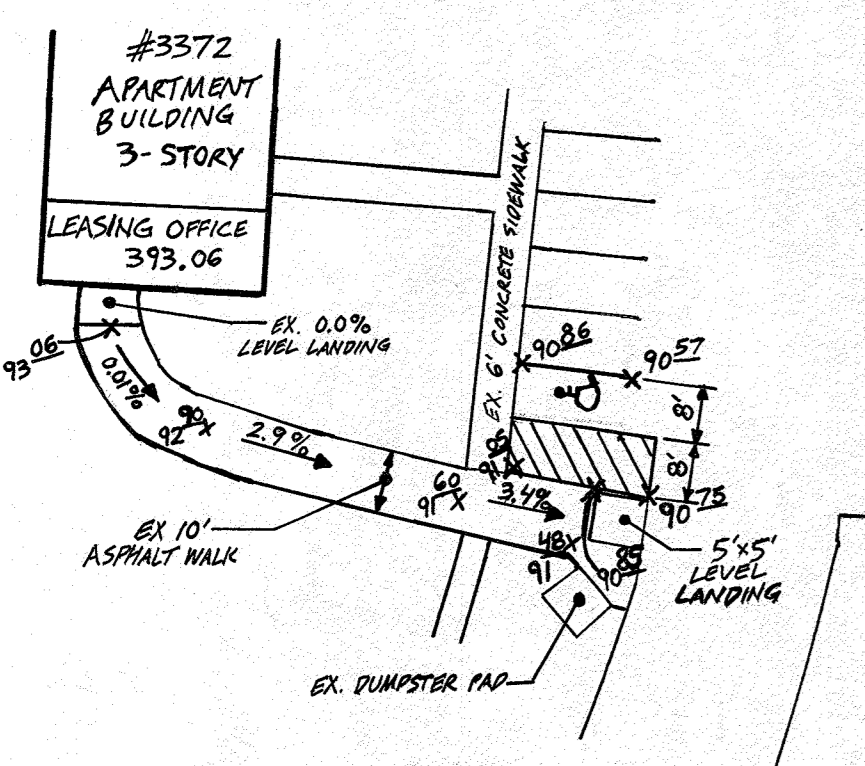 #3372
APARTMENT
BUILDING
3-STORY
LEASING OFFICE
393.06
EX. 0.0%
LEVEL LANDING
93 06
0.01%
92 90
2.9%
EX. 6' CONCRETE SIDEWALK
90 86
90 57
8'
8'
91 60
3.4%
90 75
EX 10'
ASPHALT WALK
91 48
90
5'x5'
LEVEL
LANDING
EX. DUMPSTER PAD